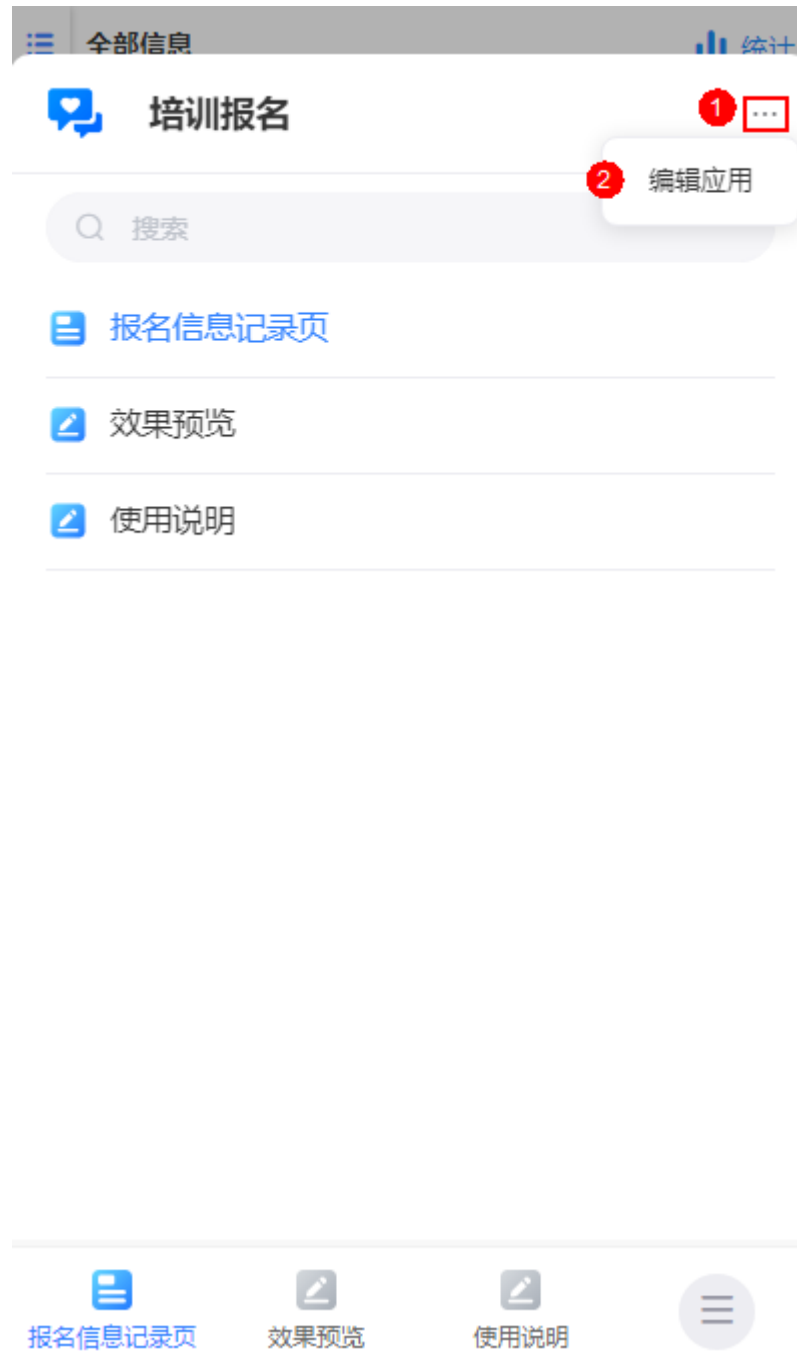 全部信息
统计
培训报名
1
···
2
编辑应用
搜索
报名信息记录页
效果预览
使用说明
报名信息记录页
效果预览
使用说明